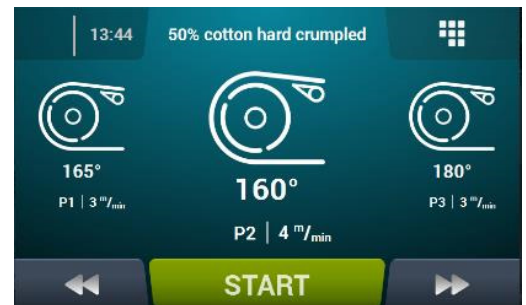 13:44
50% cotton hard crumpled
165°
P1 | 3 m/min
160°
P2 | 4 m/min
180°
P3 | 3 m/min
START